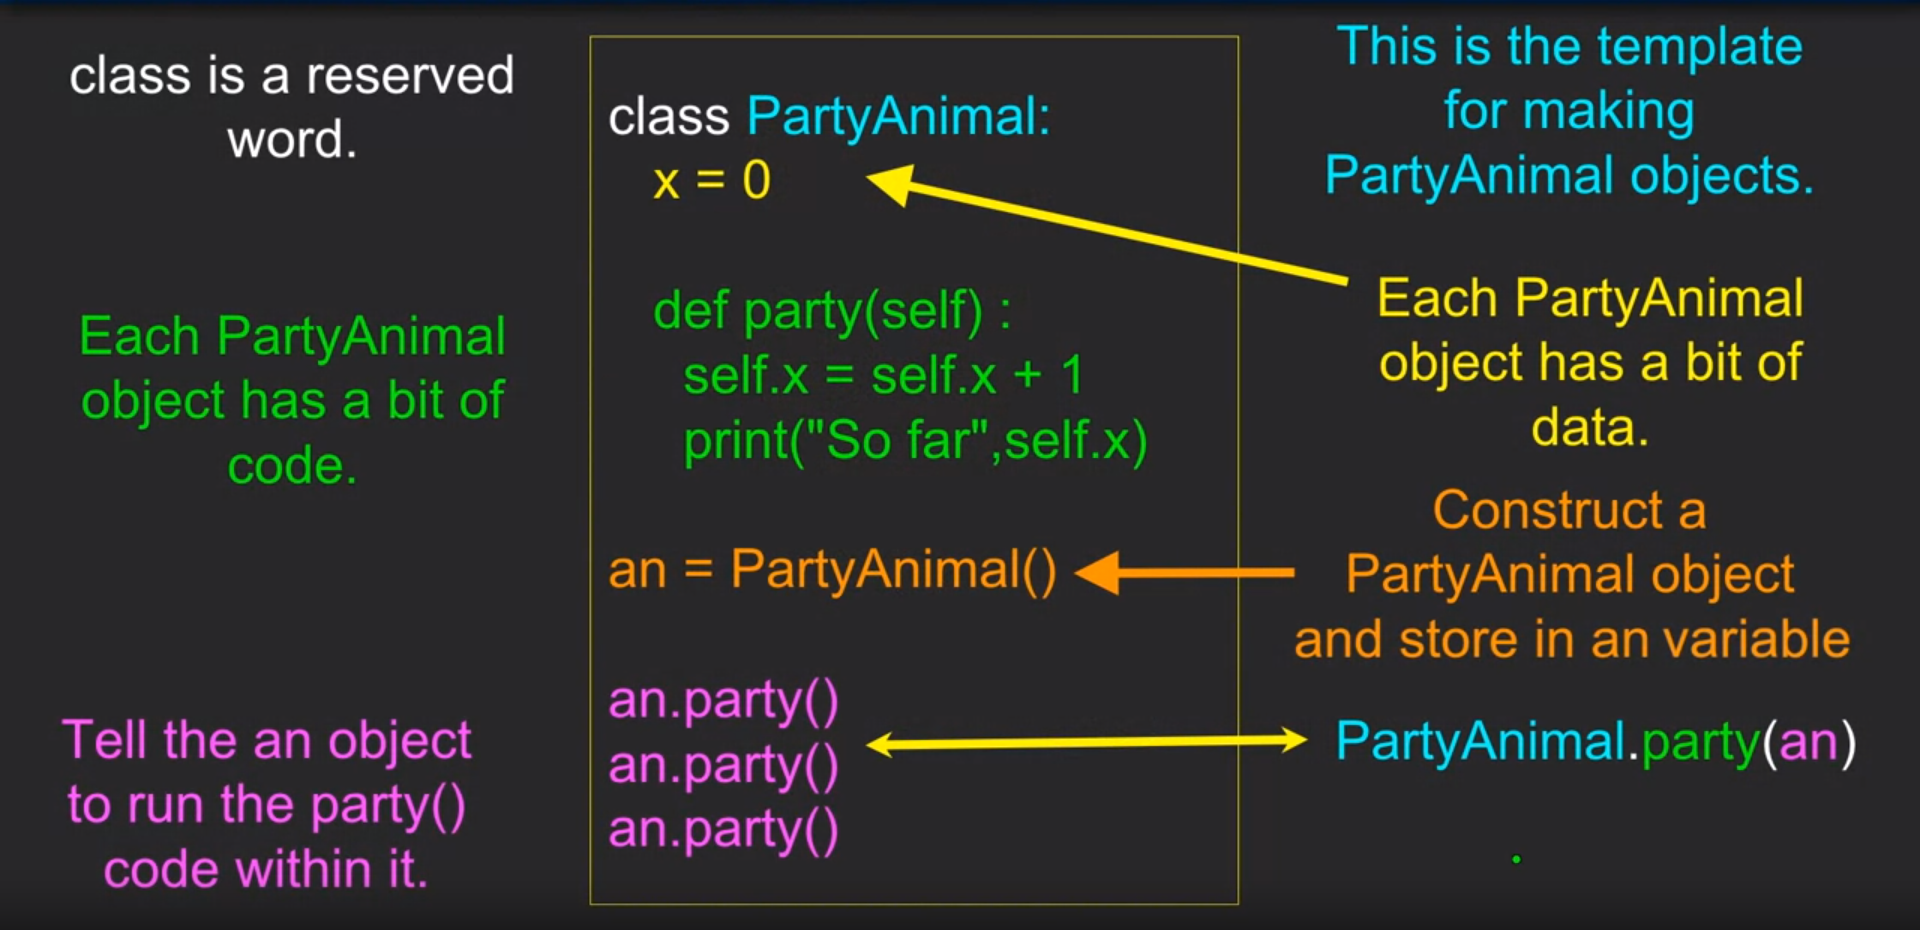 class is a reserved
word.
Each PartyAnimal
object has a bit of
code.
Tell the an object
to run the party()
code within it.
class PartyAnimal:
x = 0
def party(self) :
self.x = self.x + 1
print("So far",self.x)
an = PartyAnimal()
an.party()
an.party()
an.party()
This is the template
for making
PartyAnimal objects.
Each PartyAnimal
object has a bit of
data.
Construct a
PartyAnimal object
and store in an variable
PartyAnimal.party(an)